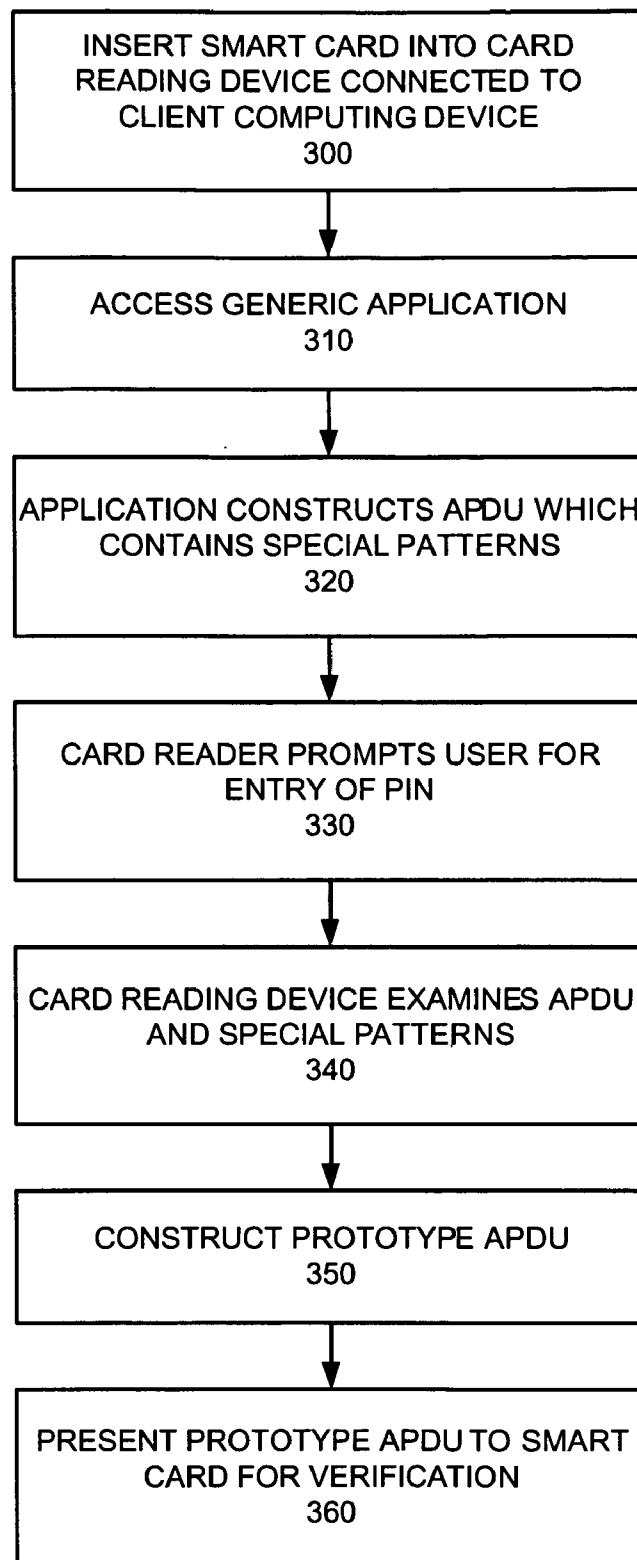 INSERT SMART CARD INTO CARD
READING DEVICE CONNECTED TO
CLIENT COMPUTING DEVICE
300
ACCESS GENERIC APPLICATION
310
APPLICATION CONSTRUCTS APDU WHICH
CONTAINS SPECIAL PATTERNS
320
CARD READER PROMPTS USER FOR
ENTRY OF PIN
330
CARD READING DEVICE EXAMINES APDU
AND SPECIAL PATTERNS
340
CONSTRUCT PROTOTYPE APDU
350
PRESENT PROTOTYPE APDU TO SMART
CARD FOR VERIFICATION
360